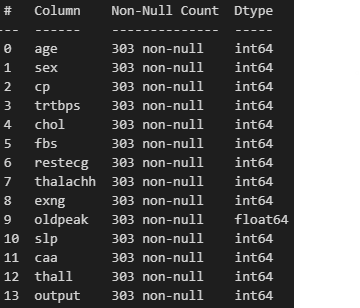 #   Column    Non-Null Count  Dtype
--- ------    --------------  -----
0   age       303 non-null    int64
1   sex       303 non-null    int64
2   cp        303 non-null    int64
3   trtbps    303 non-null    int64
4   chol      303 non-null    int64
5   fbs       303 non-null    int64
6   restecg   303 non-null    int64
7   thalachh  303 non-null    int64
8   exng      303 non-null    int64
9   oldpeak   303 non-null    float64
10  slp       303 non-null    int64
11  caa       303 non-null    int64
12  thall     303 non-null    int64
13  output    303 non-null    int64